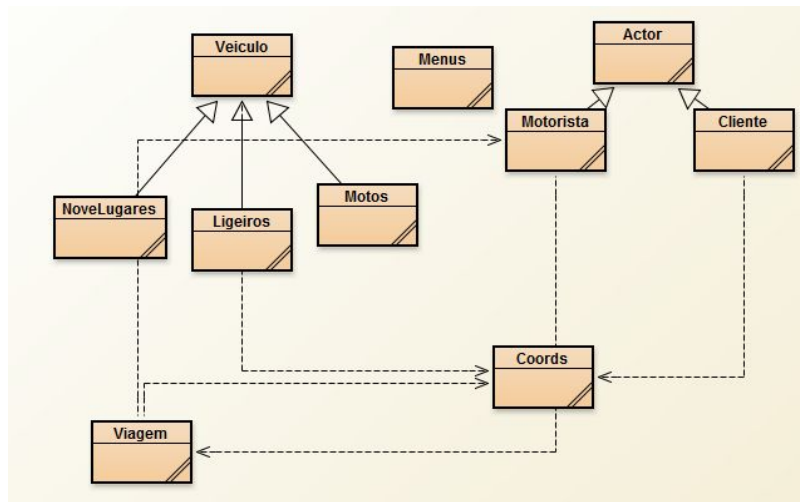 Veiculo
Menus
Actor
Motorista
Cliente
NoveLugares
Ligeiros
Motos
Coords
Viagem